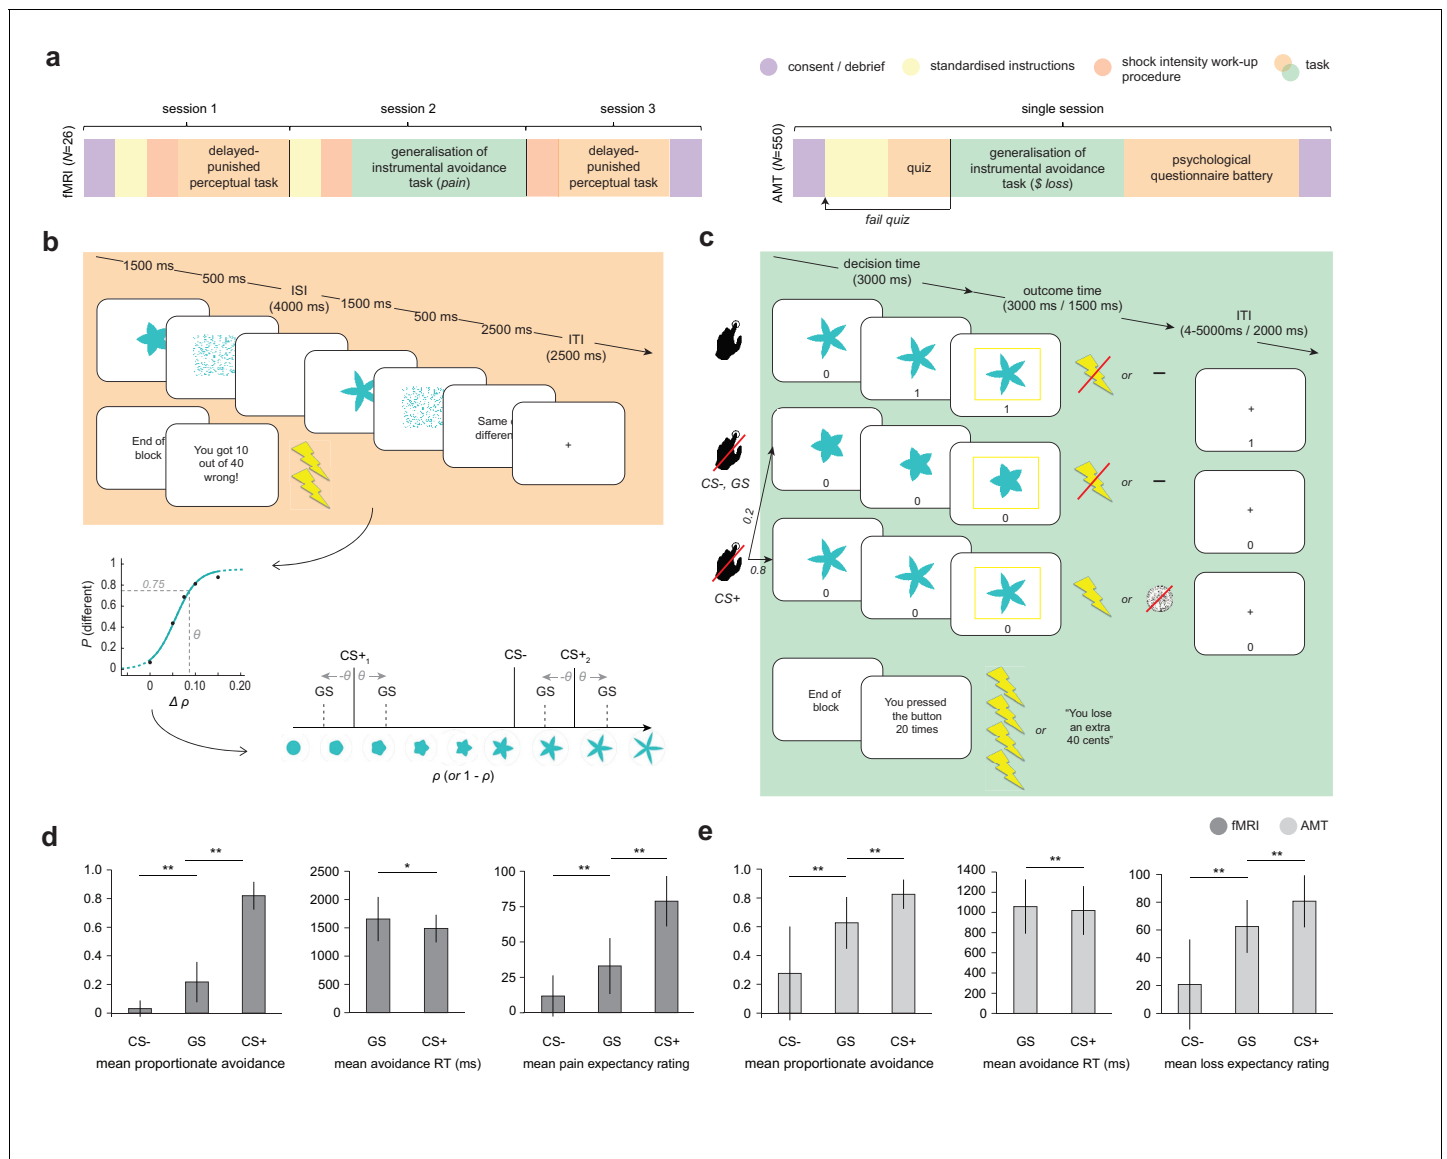 a
consent / debrief
standardised instructions
shock intensity work-up
procedure
task
session 1
session 2
session 3
single session
fMRI (N=26)
delayed-
punished
perceptual task
generalisation of
instrumental avoidance
task (pain)
delayed-
punished
perceptual task
AMT (N=550)
quiz
generalisation of
instrumental avoidance
task ($ loss)
psychological
questionnaire battery
fail quiz
b
1500 ms
500 ms
ISI
(4000 ms)
1500 ms
500 ms
2500 ms
ITI
(2500 ms)
Same o
differen
+
End of
block
You got 10
out of 40
wrong!
1
0.8
0.6
0.4
0.2
0
P (different)
0.75
θ
0
0.10
0.20
Δ ρ
CS+1
-θ θ
GS
GS
CS-
CS+2
-θ θ
GS
GS
ρ (or 1 - ρ)
c
decision time
(3000 ms)
outcome time
(3000 ms / 1500 ms)
ITI
(4-5000ms / 2000 ms)
0
1
1
or
–
+
1
CS-, GS
0
0
0
or
–
+
0
0.2
0.8
CS+
0
0
0
or
+
0
End of
block
You pressed
the button
20 times
or
"You lose
an extra
40 cents"
fMRI
AMT
d
**
**
1.0
0.8
0.6
0.4
0.2
0
CS-
GS
CS+
mean proportionate avoidance
*
2500
2000
1500
1000
500
0
GS
CS+
mean avoidance RT (ms)
**
**
100
75
50
25
0
CS-
GS
CS+
mean pain expectancy rating
e
**
**
1.0
0.8
0.6
0.4
0.2
0
CS-
GS
CS+
mean proportionate avoidance
**
1400
1200
1000
800
600
400
200
0
GS
CS+
mean avoidance RT (ms)
**
**
100
80
60
40
20
0
CS-
GS
CS+
mean loss expectancy rating